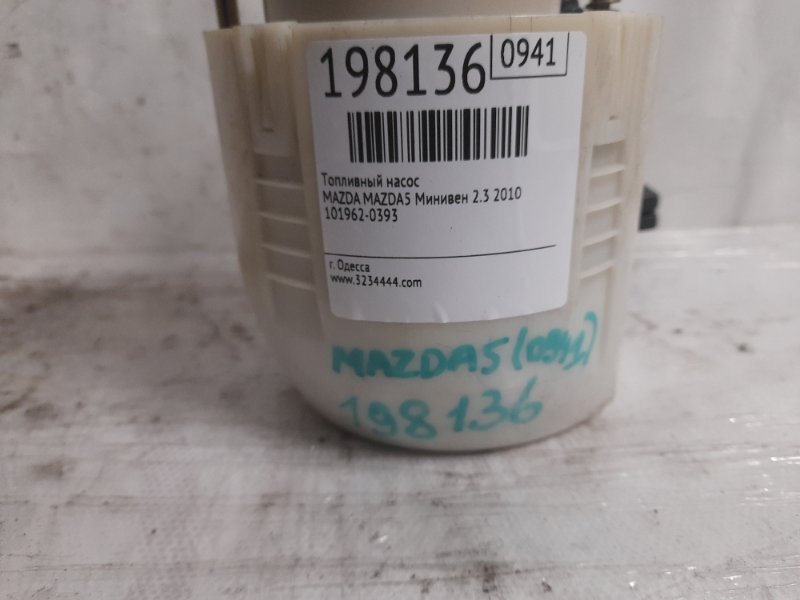 198136 0941
Топливный насос
MAZDA MAZDA5 Минивен 2.3 2010
101962-0393
г. Одесса
www.3234444.com
MAZDA5 (0941)
198136